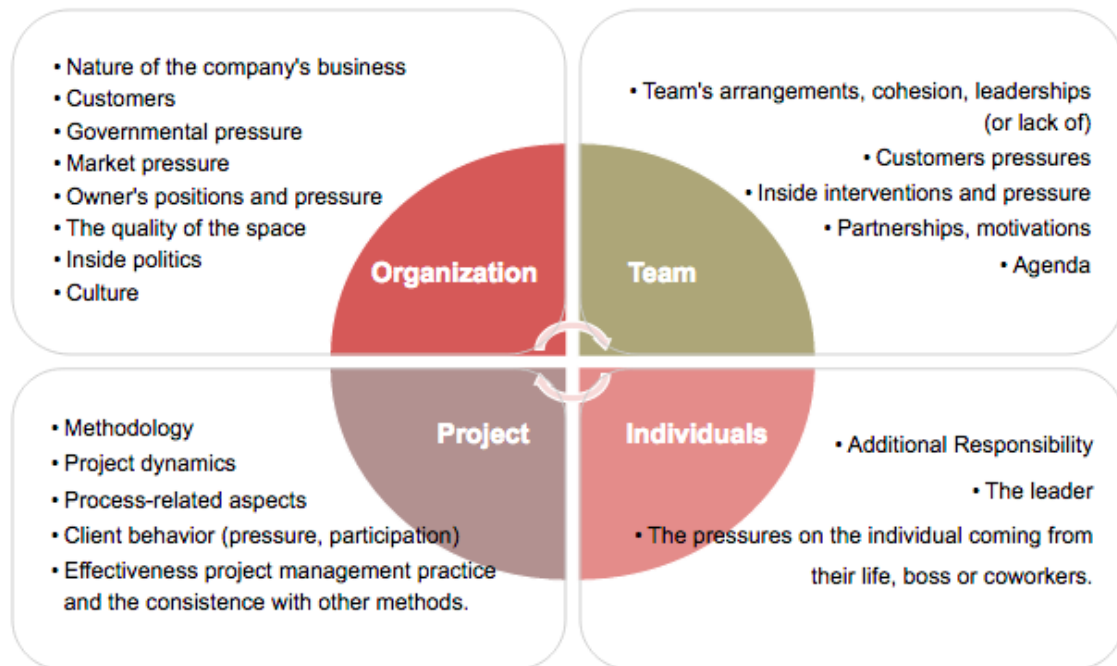 • Nature of the company's business
• Customers
• Governmental pressure
• Market pressure
• Owner's positions and pressure
• The quality of the space
• Inside politics
• Culture
Organization
• Team's arrangements, cohesion, leaderships
(or lack of)
• Customers pressures
• Inside interventions and pressure
• Partnerships, motivations
• Agenda
Team
• Methodology
• Project dynamics
• Process-related aspects
• Client behavior (pressure, participation)
• Effectiveness project management practice
and the consistence with other methods.
Project
Individuals
• Additional Responsibility
• The leader
• The pressures on the individual coming from
their life, boss or coworkers.